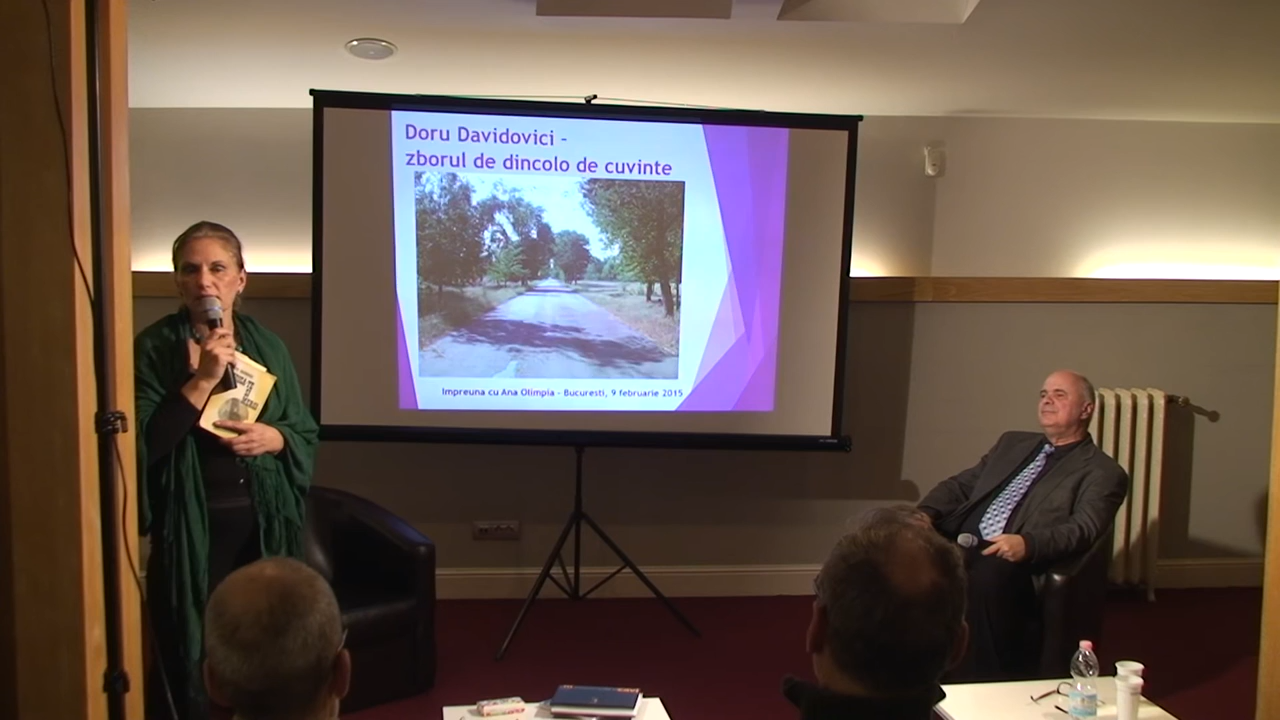 Doru Davidovici -
zborul de dincolo de cuvinte
Impreuna cu Ana Olimpia - Bucuresti, 9 februarie 2015